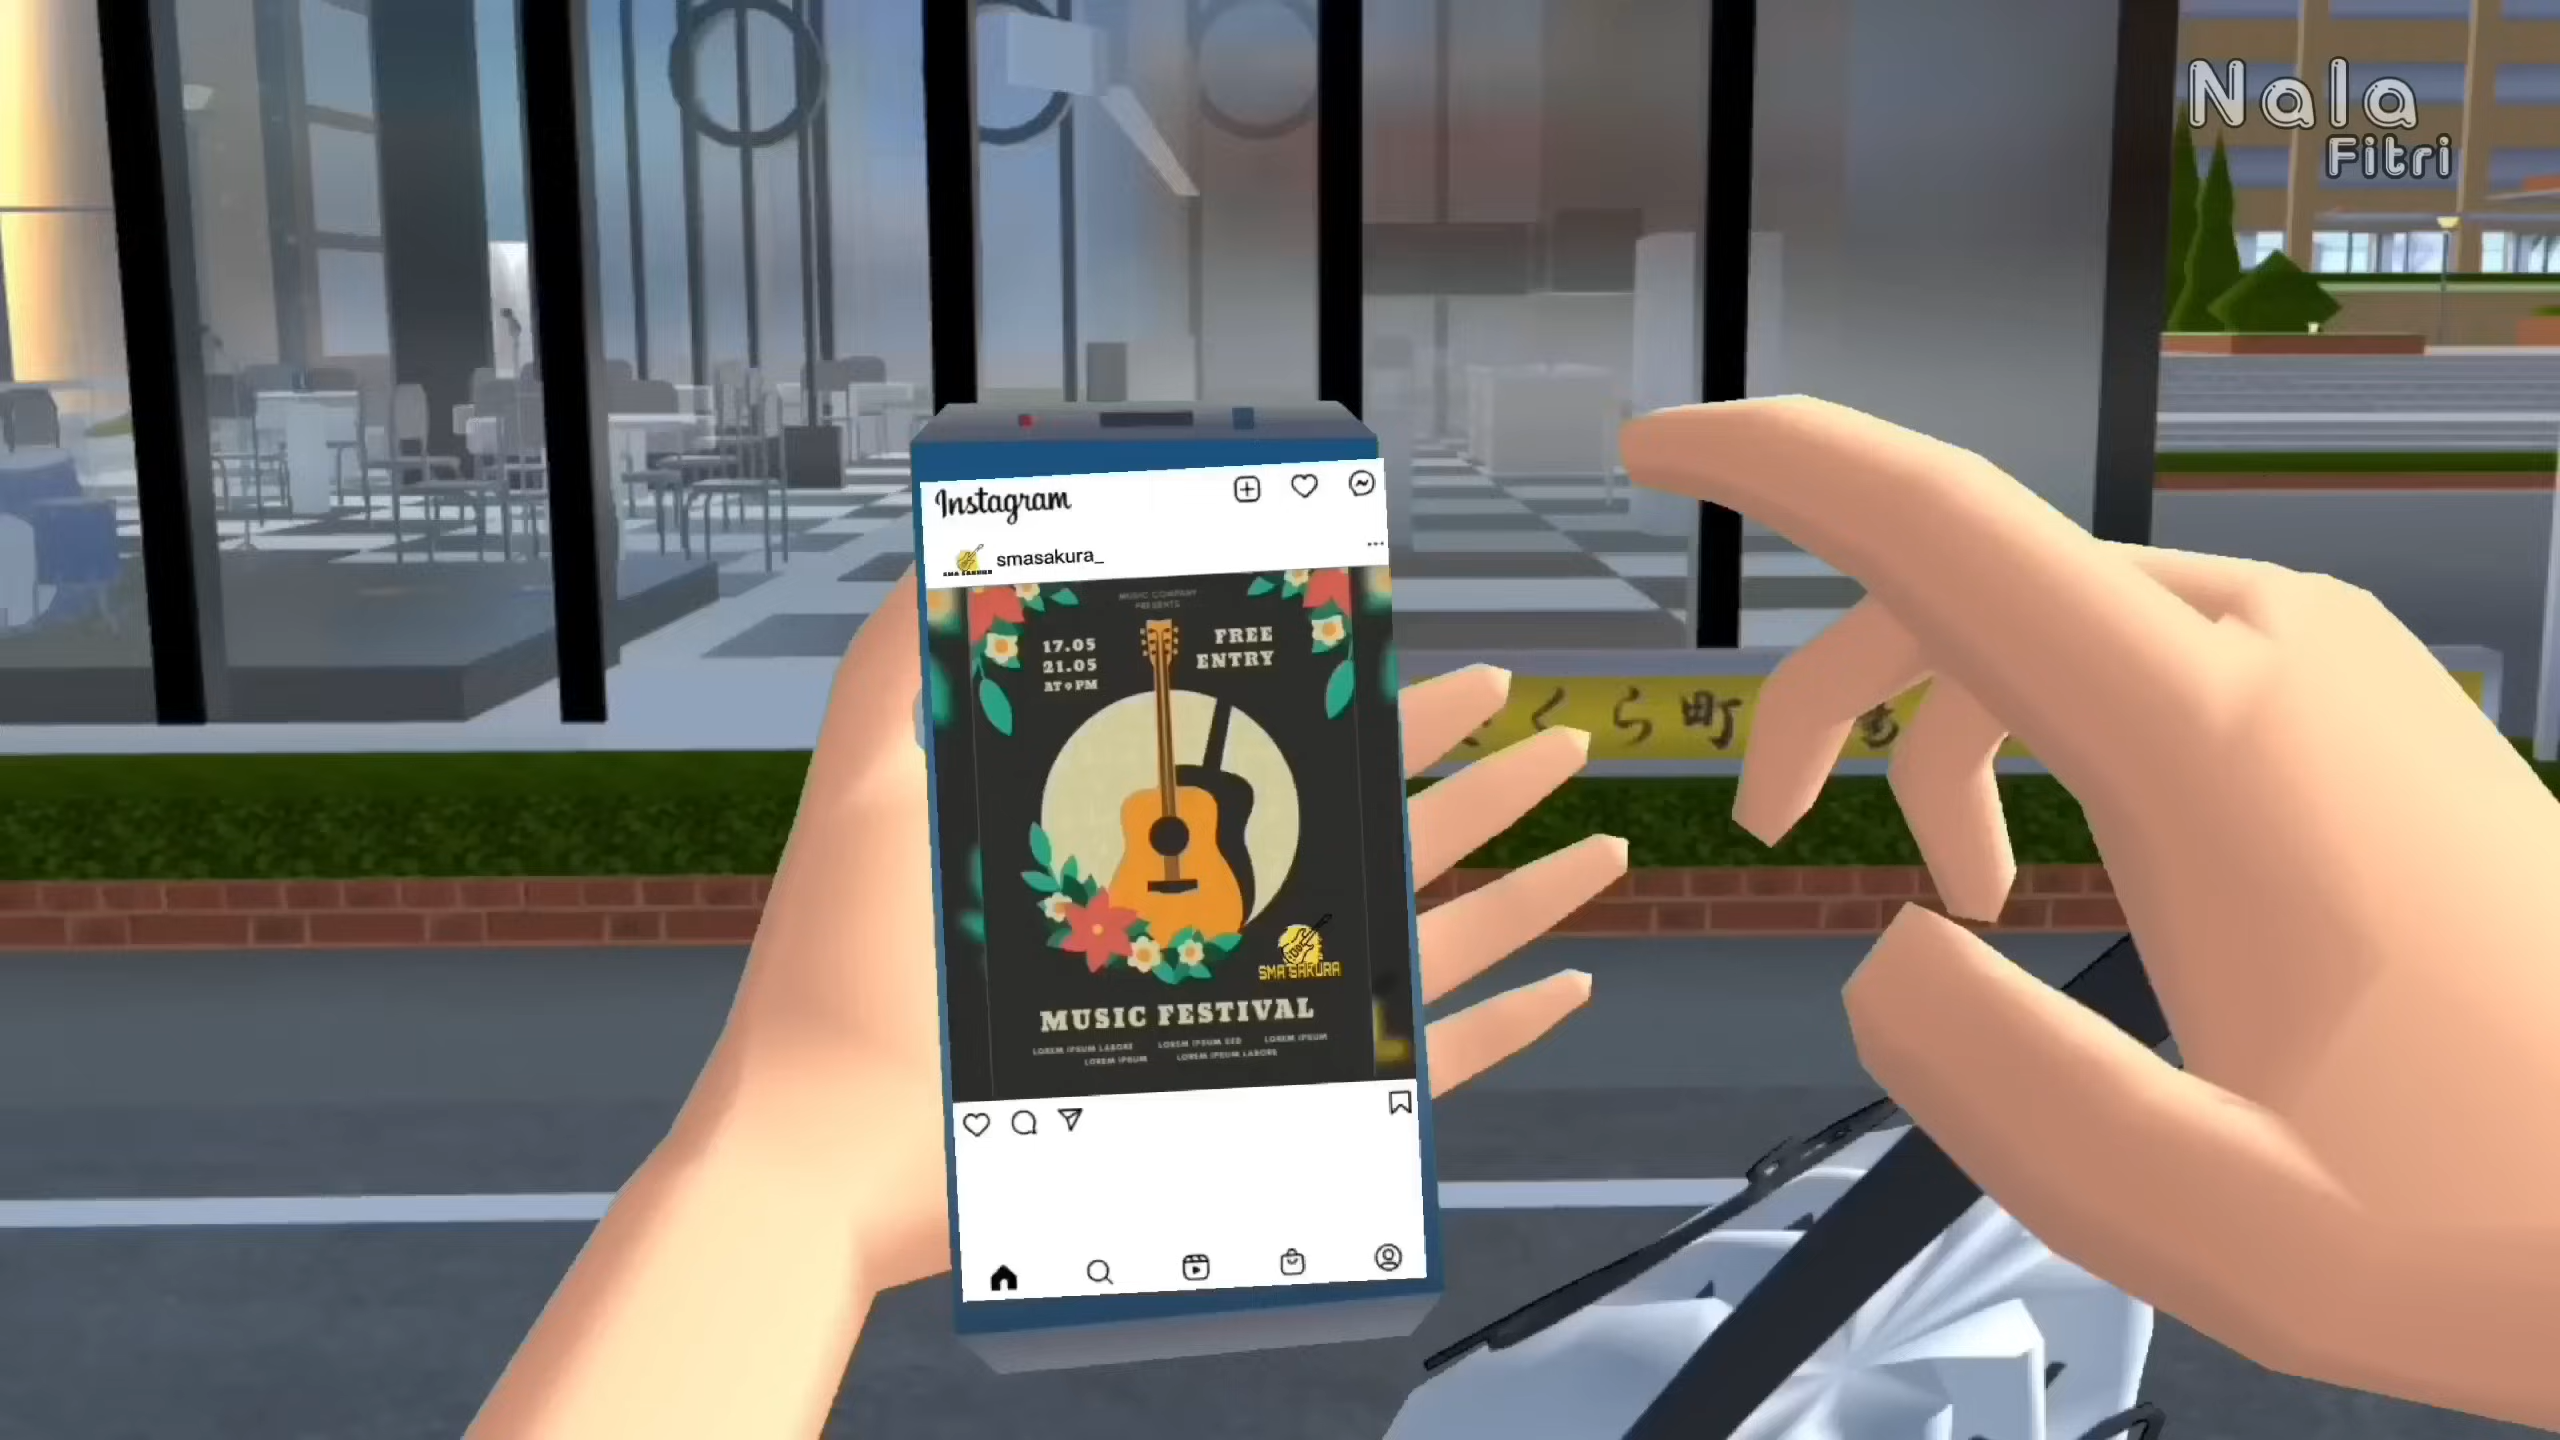 Nala
Fitri
Instagram
smasakura_
MUSIC COMPANY
PRESENTS
17.05
21.05
AT 9 PM
FREE
ENTRY
SMA SAKURA
MUSIC FESTIVAL
LOREM IPSUM LABORE LOREM IPSUM SED LOREM IPSUM
LOREM IPSUM LOREM IPSUM LABORE
くら町